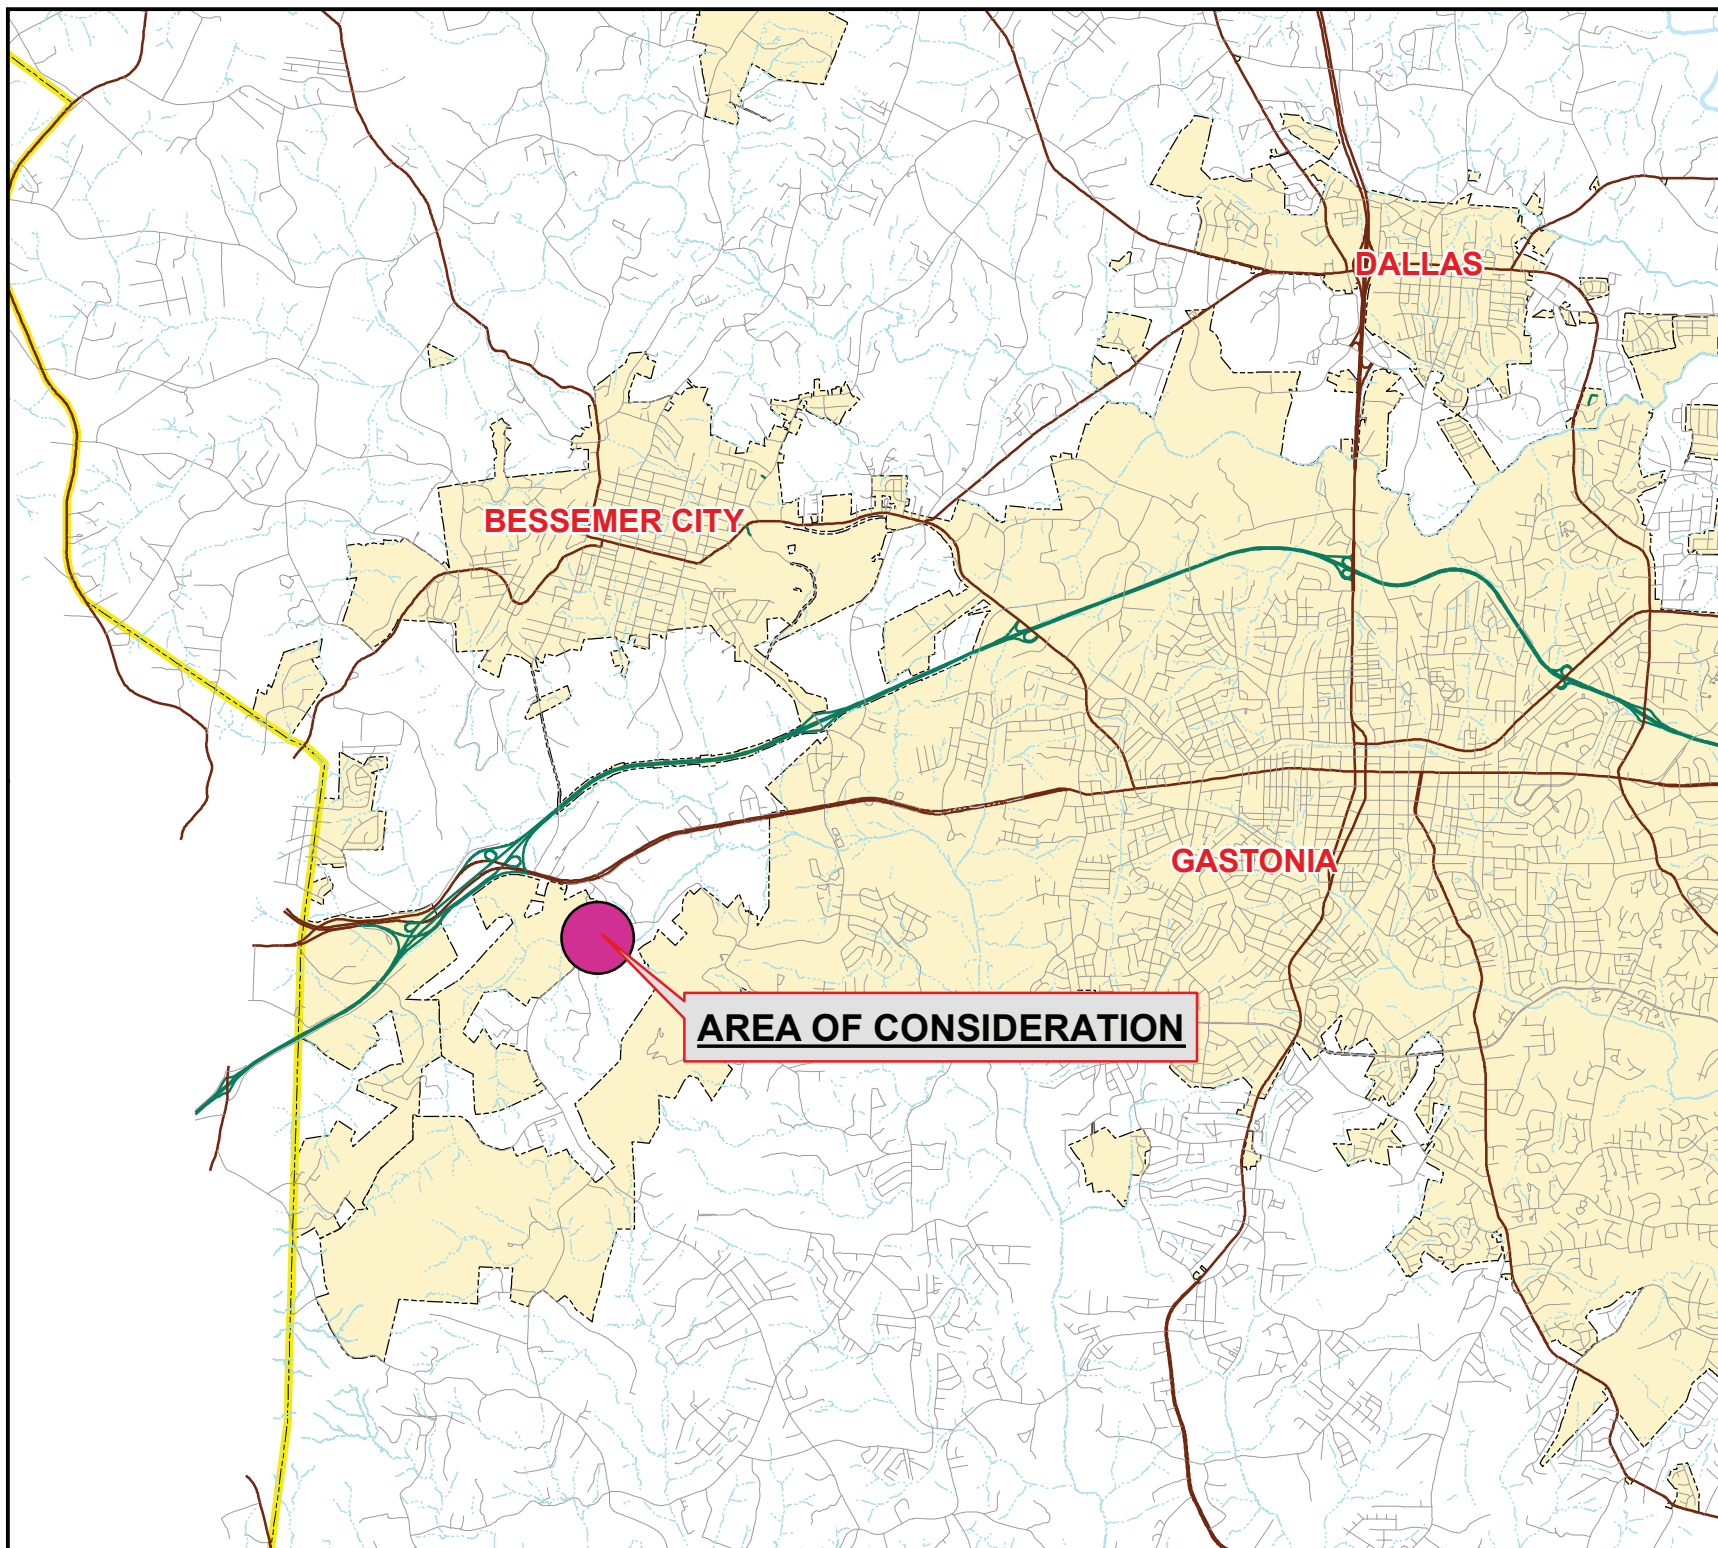 DALLAS
BESSEMER CITY
GASTONIA
AREA OF CONSIDERATION